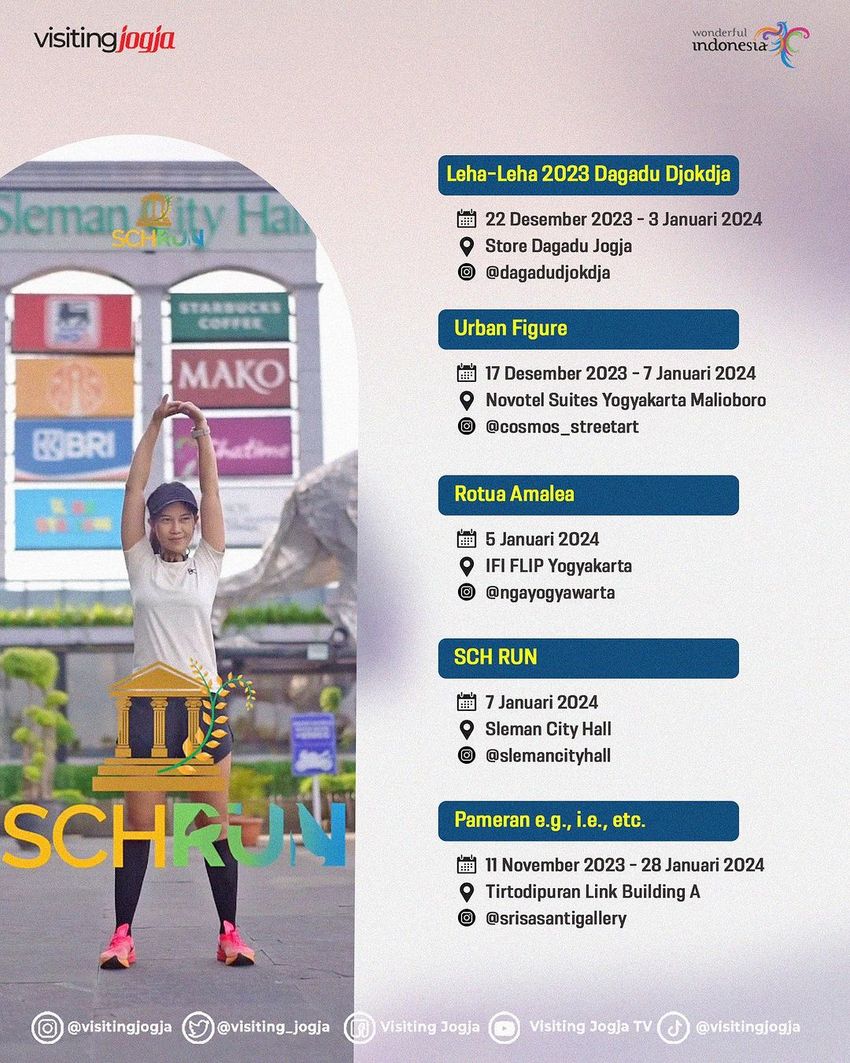 visitingjogja
wonderful
indonesia
Sleman City Hall
SCHRUN
STARBUCKS
COFFEE
MAKO
BRI
Chatime
SCHRUN
Leha-Leha 2023 Dagadu Djokdja
22 Desember 2023 - 3 Januari 2024
Store Dagadu Jogja
@dagadudjokdja
Urban Figure
17 Desember 2023 - 7 Januari 2024
Novotel Suites Yogyakarta Malioboro
@cosmos_streetart
Rotua Amalea
5 Januari 2024
IFI FLIP Yogyakarta
@ngayogyawarta
SCH RUN
7 Januari 2024
Sleman City Hall
@slemancityhall
Pameran e.g., i.e., etc.
11 November 2023 - 28 Januari 2024
Tirtodipuran Link Building A
@srisasantigallery
@visitingjogja @visiting_jogja Visiting Jogja Visiting Jogja TV @visitingjogja